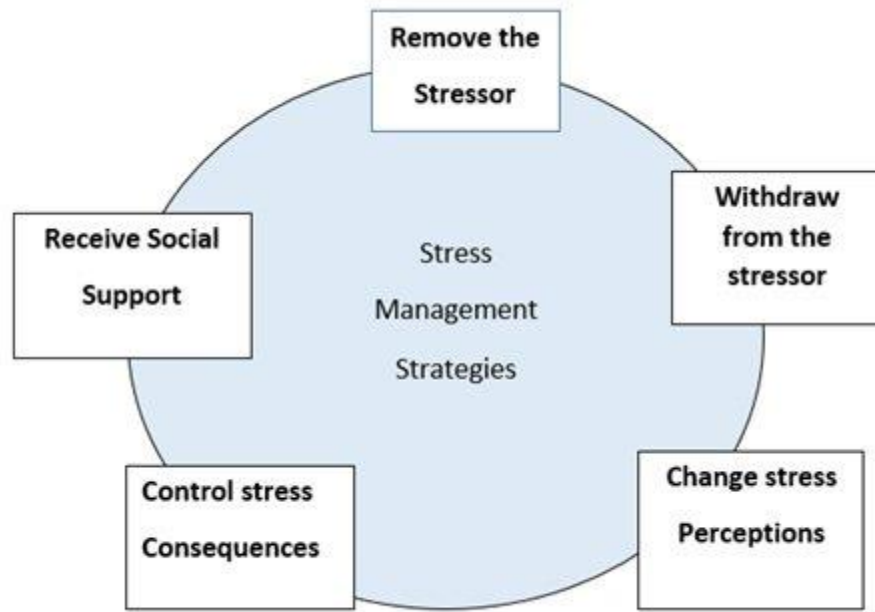 Remove the
Stressor
Withdraw
from the
stressor
Receive Social
Support
Stress
Management
Strategies
Change stress
Perceptions
Control stress
Consequences